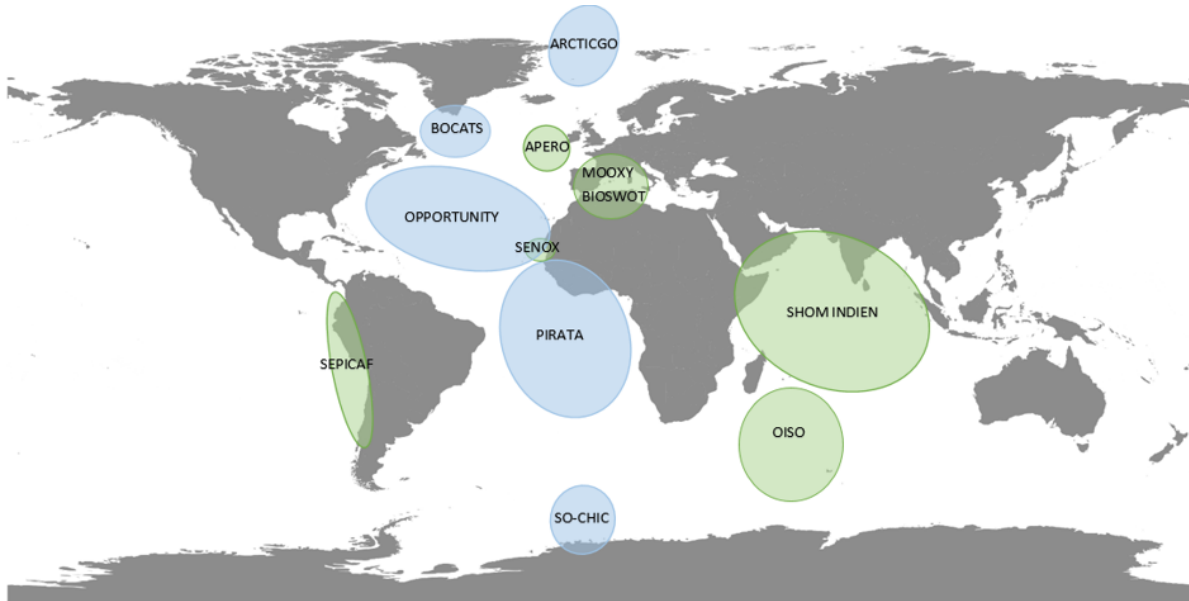 ARCTICGO
BOCATS
APERO
MOOXY
BIOSWOT
OPPORTUNITY
SENOX
SHOM INDIEN
PIRATA
SEPICAF
OISO
SO-CHIC